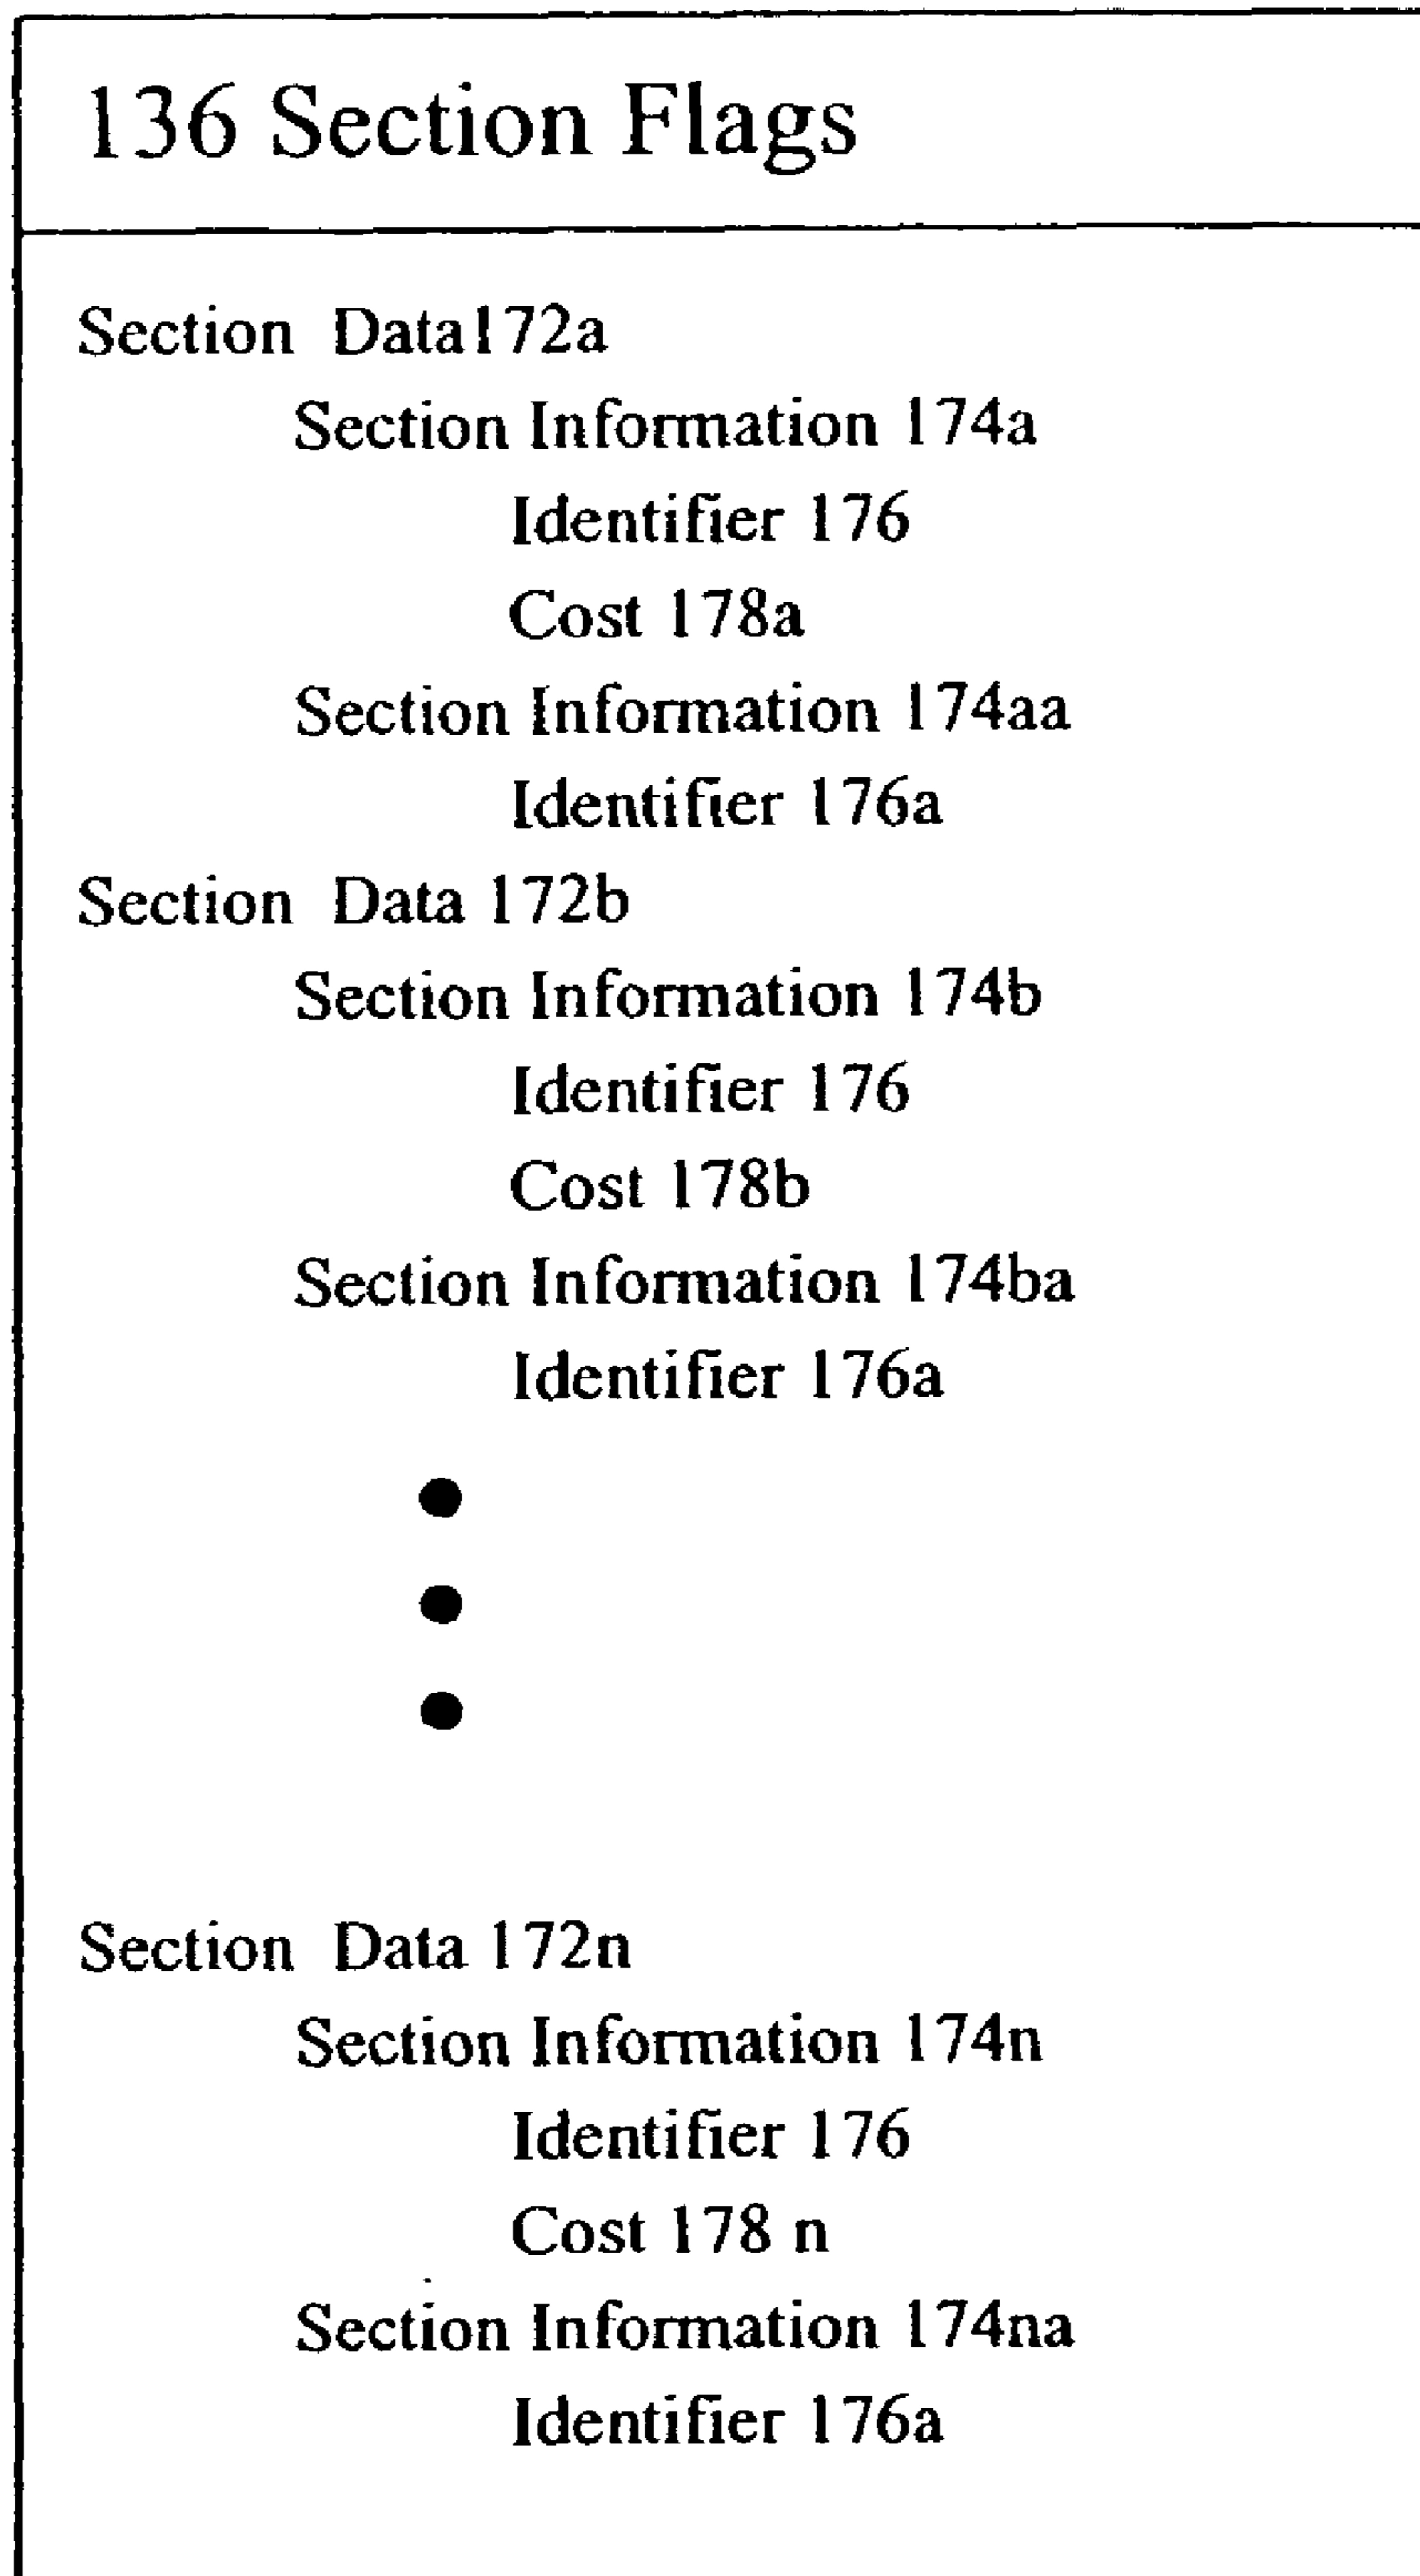 136 Section Flags
Section Data172a
Section Information 174a
Identifier 176
Cost 178a
Section Information 174aa
Identifier 176a
Section Data 172b
Section Information 174b
Identifier 176
Cost 178b
Section Information 174ba
Identifier 176a
Section Data 172n
Section Information 174n
Identifier 176
Cost 178 n
Section Information 174na
Identifier 176a